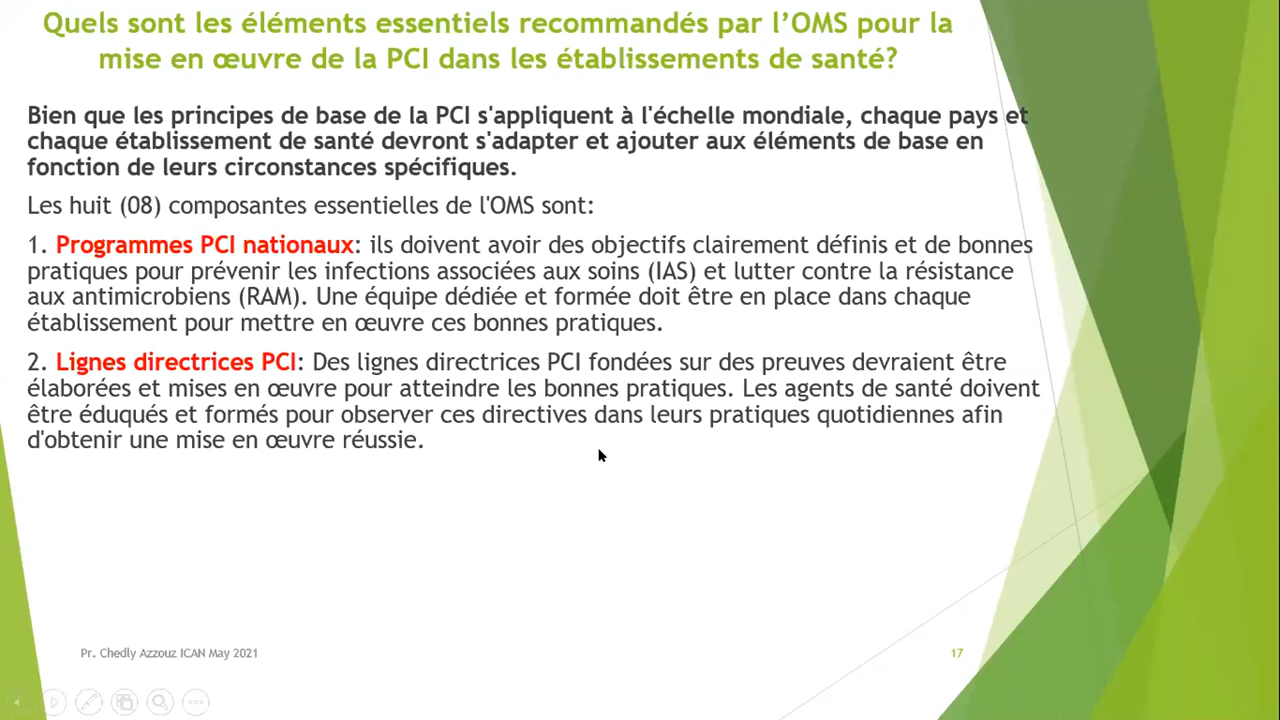 Quels sont les éléments essentiels recommandés par l’OMS pour la
mise en œuvre de la PCI dans les établissements de santé?
Bien que les principes de base de la PCI s'appliquent à l'échelle mondiale, chaque pays et
chaque établissement de santé devront s'adapter et ajouter aux éléments de base en
fonction de leurs circonstances spécifiques.
Les huit (08) composantes essentielles de l'OMS sont:
1. Programmes PCI nationaux: ils doivent avoir des objectifs clairement définis et de bonnes
pratiques pour prévenir les infections associées aux soins (IAS) et lutter contre la résistance
aux antimicrobiens (RAM). Une équipe dédiée et formée doit être en place dans chaque
établissement pour mettre en œuvre ces bonnes pratiques.
2. Lignes directrices PCI: Des lignes directrices PCI fondées sur des preuves devraient être
élaborées et mises en œuvre pour atteindre les bonnes pratiques. Les agents de santé doivent
être éduqués et formés pour observer ces directives dans leurs pratiques quotidiennes afin
d'obtenir une mise en œuvre réussie.
Pr. Chedly Azzouz ICAN May 2021
17